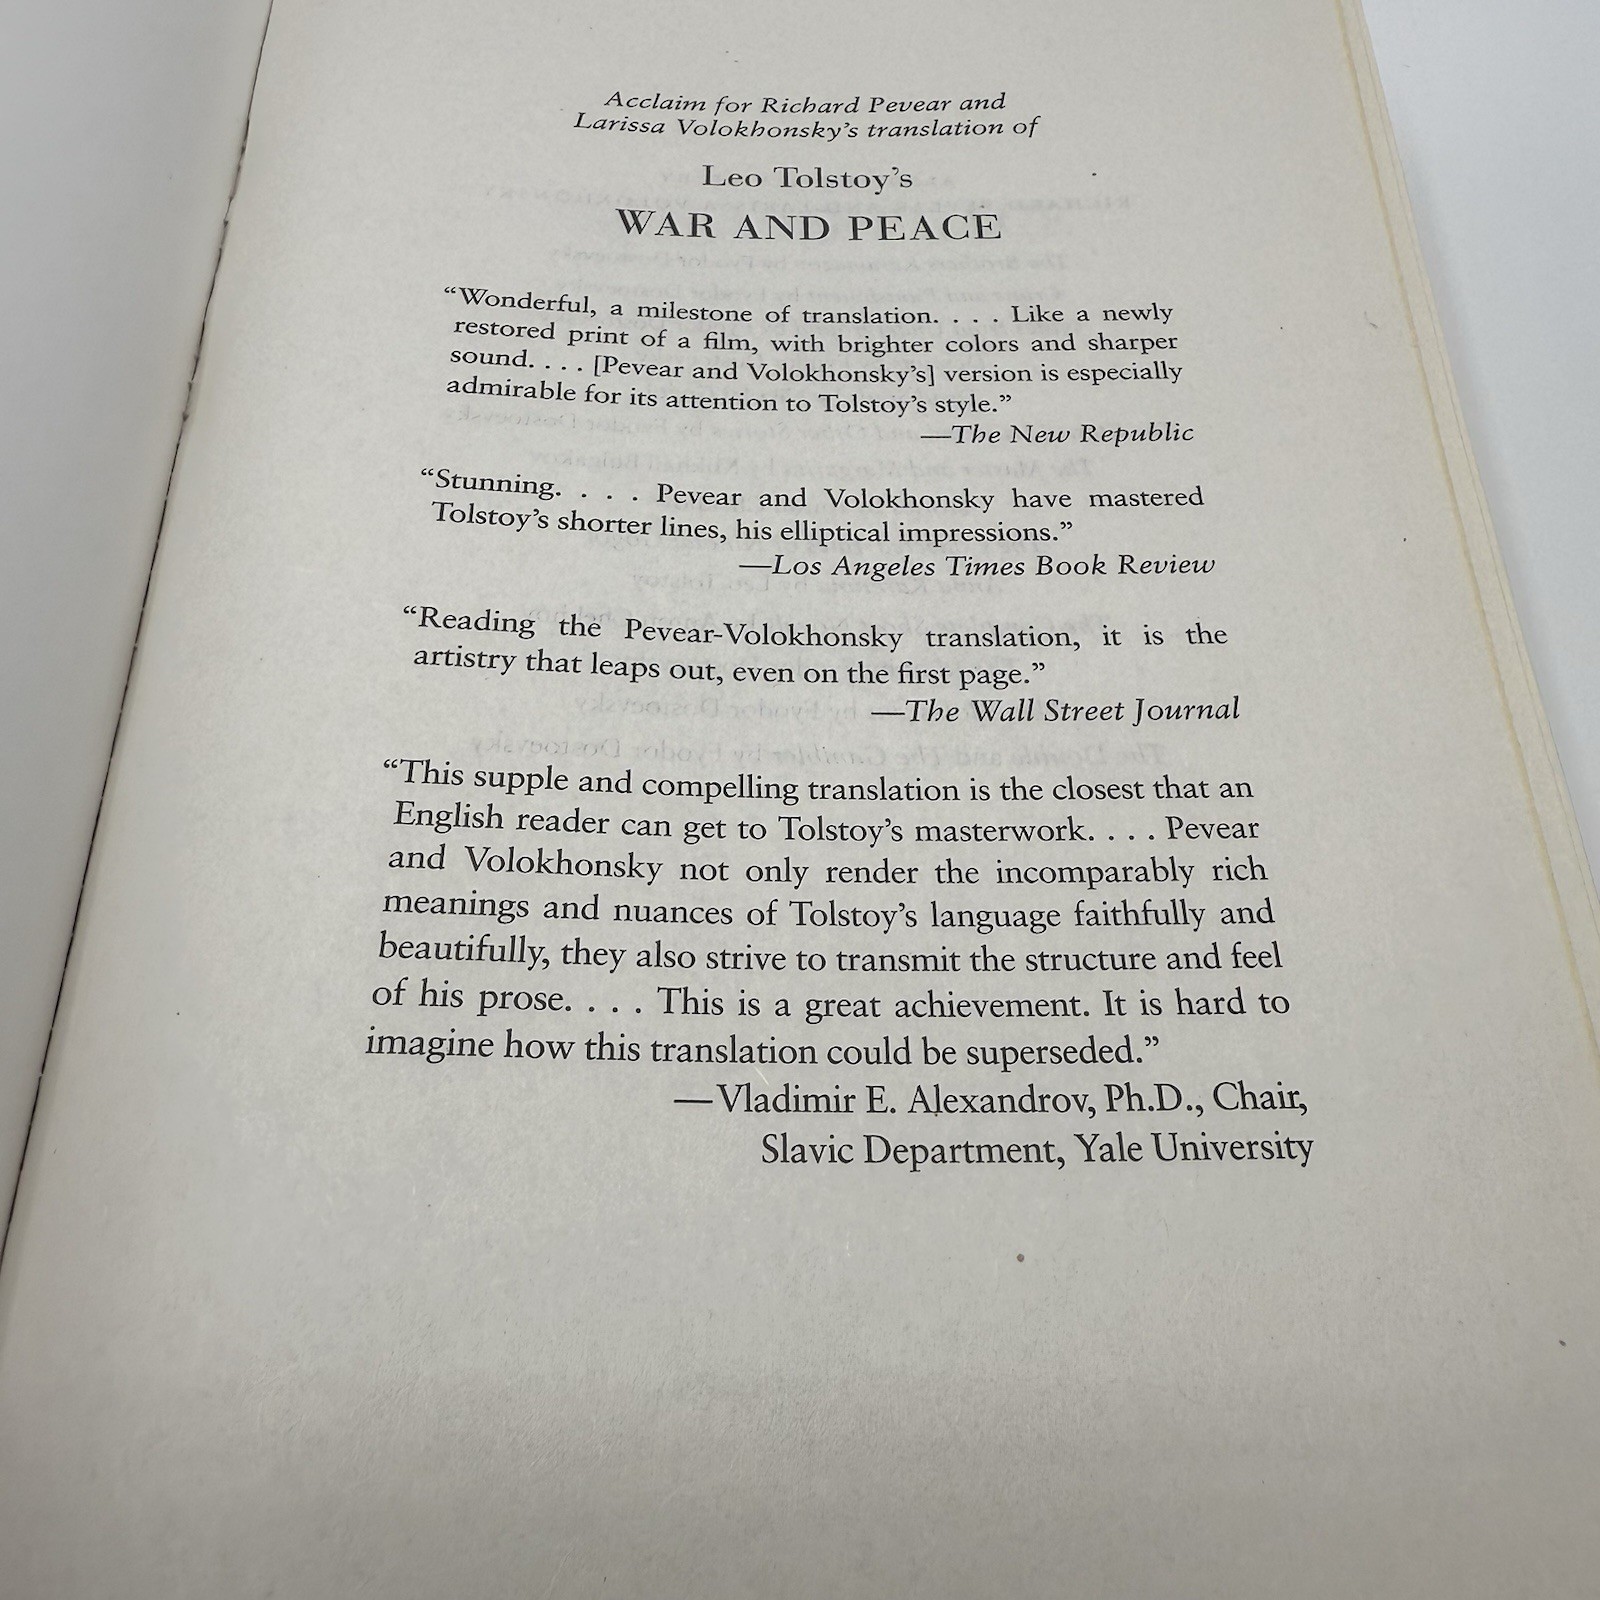 Acclaim for Richard Pevear and
Larissa Volokhonsky’s translation of
Leo Tolstoy’s
WAR AND PEACE
“Wonderful, a milestone of translation. . . . Like a newly
restored print of a film, with brighter colors and sharper
sound. . . . [Pevear and Volokhonsky’s] version is especially
admirable for its attention to Tolstoy’s style.”
—The New Republic
“Stunning. . . . Pevear and Volokhonsky have mastered
Tolstoy’s shorter lines, his elliptical impressions.”
—Los Angeles Times Book Review
“Reading the Pevear-Volokhonsky translation, it is the
artistry that leaps out, even on the first page.”
—The Wall Street Journal
“This supple and compelling translation is the closest that an
English reader can get to Tolstoy’s masterwork. . . . Pevear
and Volokhonsky not only render the incomparably rich
meanings and nuances of Tolstoy’s language faithfully and
beautifully, they also strive to transmit the structure and feel
of his prose. . . . This is a great achievement. It is hard to
imagine how this translation could be superseded.”
—Vladimir E. Alexandrov, Ph.D., Chair,
Slavic Department, Yale University